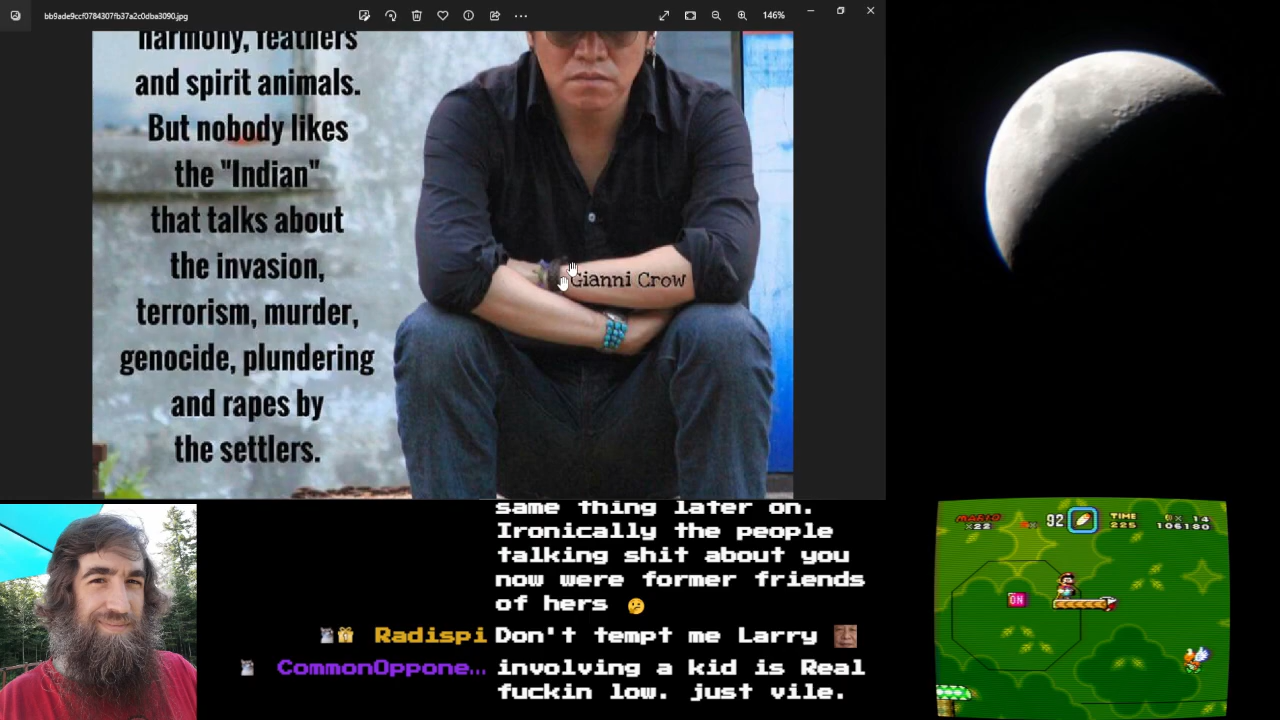 bb9ade9ccf0784307fb37a2c0dba3090.jpg
146%
harmony, feathers
and spirit animals.
But nobody likes
the "Indian"
that talks about
the invasion,
terrorism, murder,
genocide, plundering
and rapes by
the settlers.
Gianni Crow
same thing later on.
Ironically the people
talking shit about you
now were former friends
of hers
Radispi Don't tempt me Larry
CommonOppone... involving a kid is Real
fuckin low. just vile.
MARIO 92 TIME 14
x22 225 106180
ON